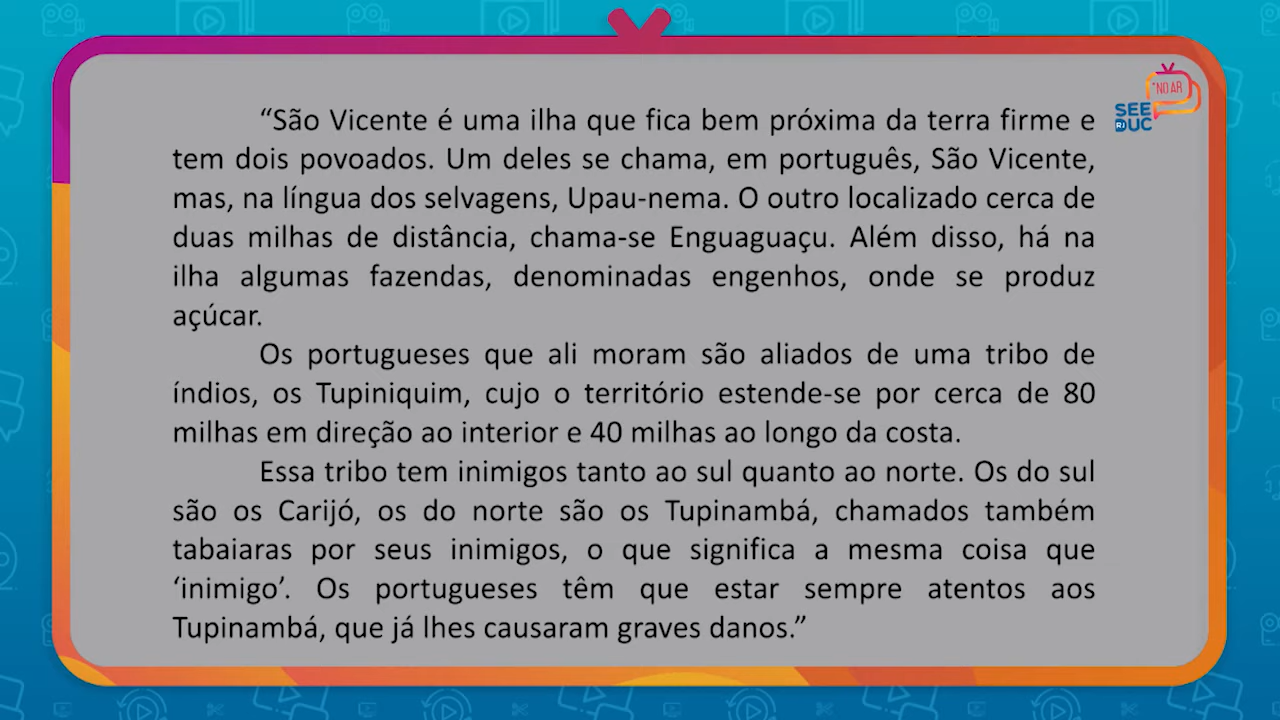 NO AR
SEE
RJ DUC
“São Vicente é uma ilha que fica bem próxima da terra firme e
tem dois povoados. Um deles se chama, em português, São Vicente,
mas, na língua dos selvagens, Upau-nema. O outro localizado cerca de
duas milhas de distância, chama-se Enguaguaçu. Além disso, há na
ilha algumas fazendas, denominadas engenhos, onde se produz
açúcar.
Os portugueses que ali moram são aliados de uma tribo de
índios, os Tupiniquim, cujo o território estende-se por cerca de 80
milhas em direção ao interior e 40 milhas ao longo da costa.
Essa tribo tem inimigos tanto ao sul quanto ao norte. Os do sul
são os Carijó, os do norte são os Tupinambá, chamados também
tabaiaras por seus inimigos, o que significa a mesma coisa que
‘inimigo’. Os portugueses têm que estar sempre atentos aos
Tupinambá, que já lhes causaram graves danos.”